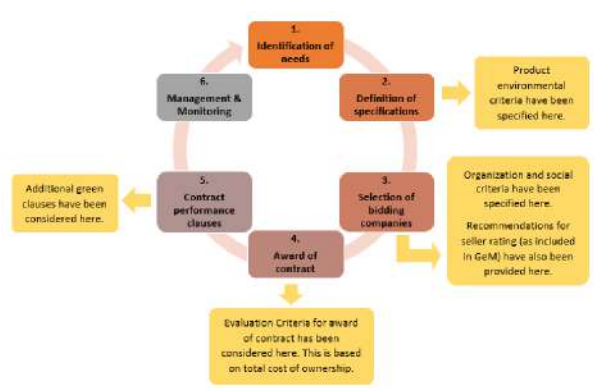 1.
Identification of
needs
2.
Definition of
specifications
Product
environmental
criteria have been
specified here.
3.
Selection of
bidding
companies
Organization and social
criteria have been
specified here.
Recommendations for
seller rating (as included
in GeM) have also been
provided here.
4.
Award of
contract
Evaluation Criteria for award
of contract has been
considered here. This is based
on total cost of ownership.
5.
Contract
performance
clauses
Additional green
clauses have been
considered here.
6.
Management &
Monitoring